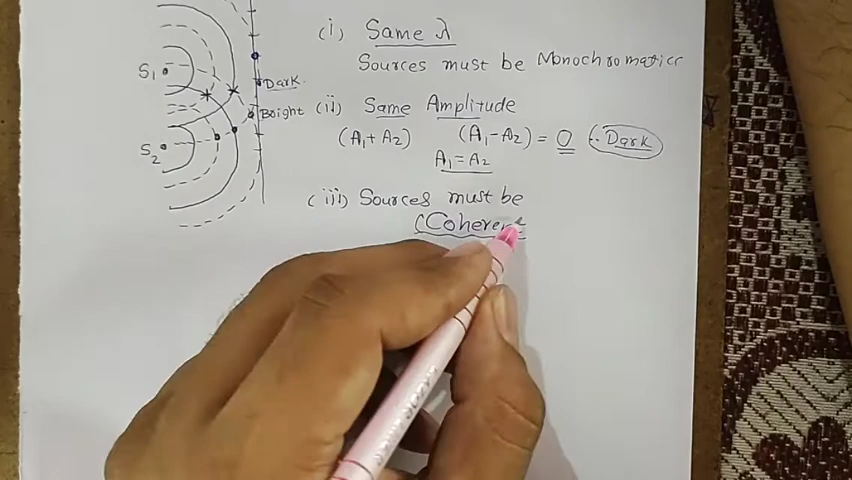 (i) Same λ
Sources must be Monochromatics
S₁
Dark.
Bright
(ii) Same Amplitude
(A₁+A₂) (A₁-A₂) = 0 (. Dark
A₁=A₂
S₂
(iii) Sources must be
(Coherent